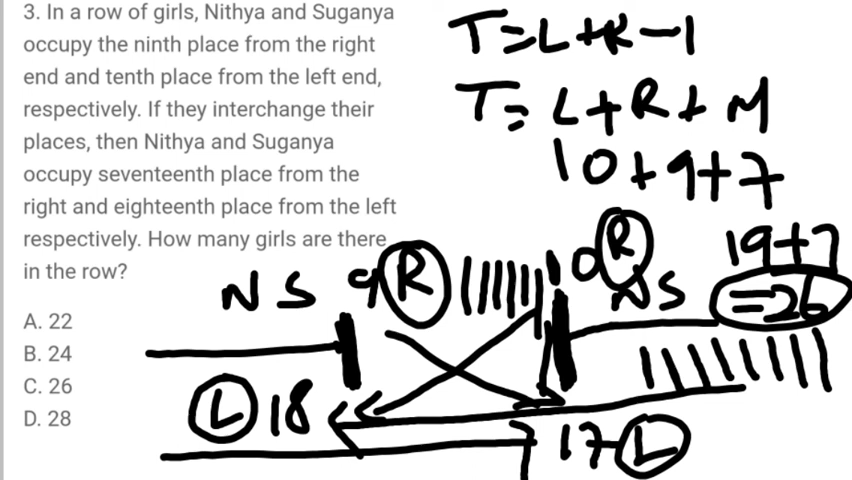 3. In a row of girls, Nithya and Suganya
occupy the ninth place from the right
end and tenth place from the left end,
respectively. If they interchange their
places, then Nithya and Suganya
occupy seventeenth place from the
right and eighteenth place from the left
respectively. How many girls are there
in the row?
A. 22
B. 24
C. 26
D. 28
T=L+R-1
T=L+R+M
10+9+7
19+7
=26
N S 9 R 10 R N S
L 18
17 L